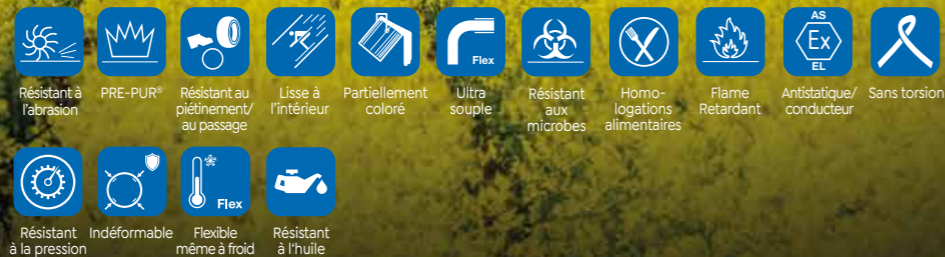 Flex
AS
Ex
EL
Résistant à
l'abrasion
PRE-PUR®
Résistant au
piétinement/
au passage
Lisse à
l'intérieur
Partiellement
coloré
Ultra
souple
Résistant
aux
microbes
Homo-
logations
alimentaires
Flame
Retardant
Antistatique/
conducteur
Sans torsion
Flex
Résistant
à la pression
Indéformable
Flexible
même à froid
Résistant
à l'huile